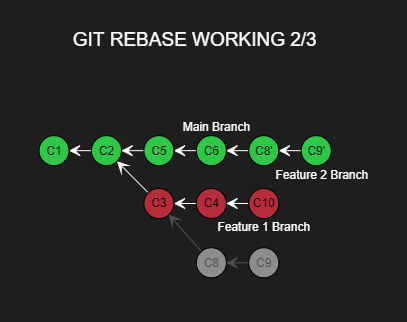 GIT REBASE WORKING 2/3
Main Branch
C1 C2 C5 C6 C8' C9'
Feature 2 Branch
C3 C4 C10
Feature 1 Branch
C8 C9